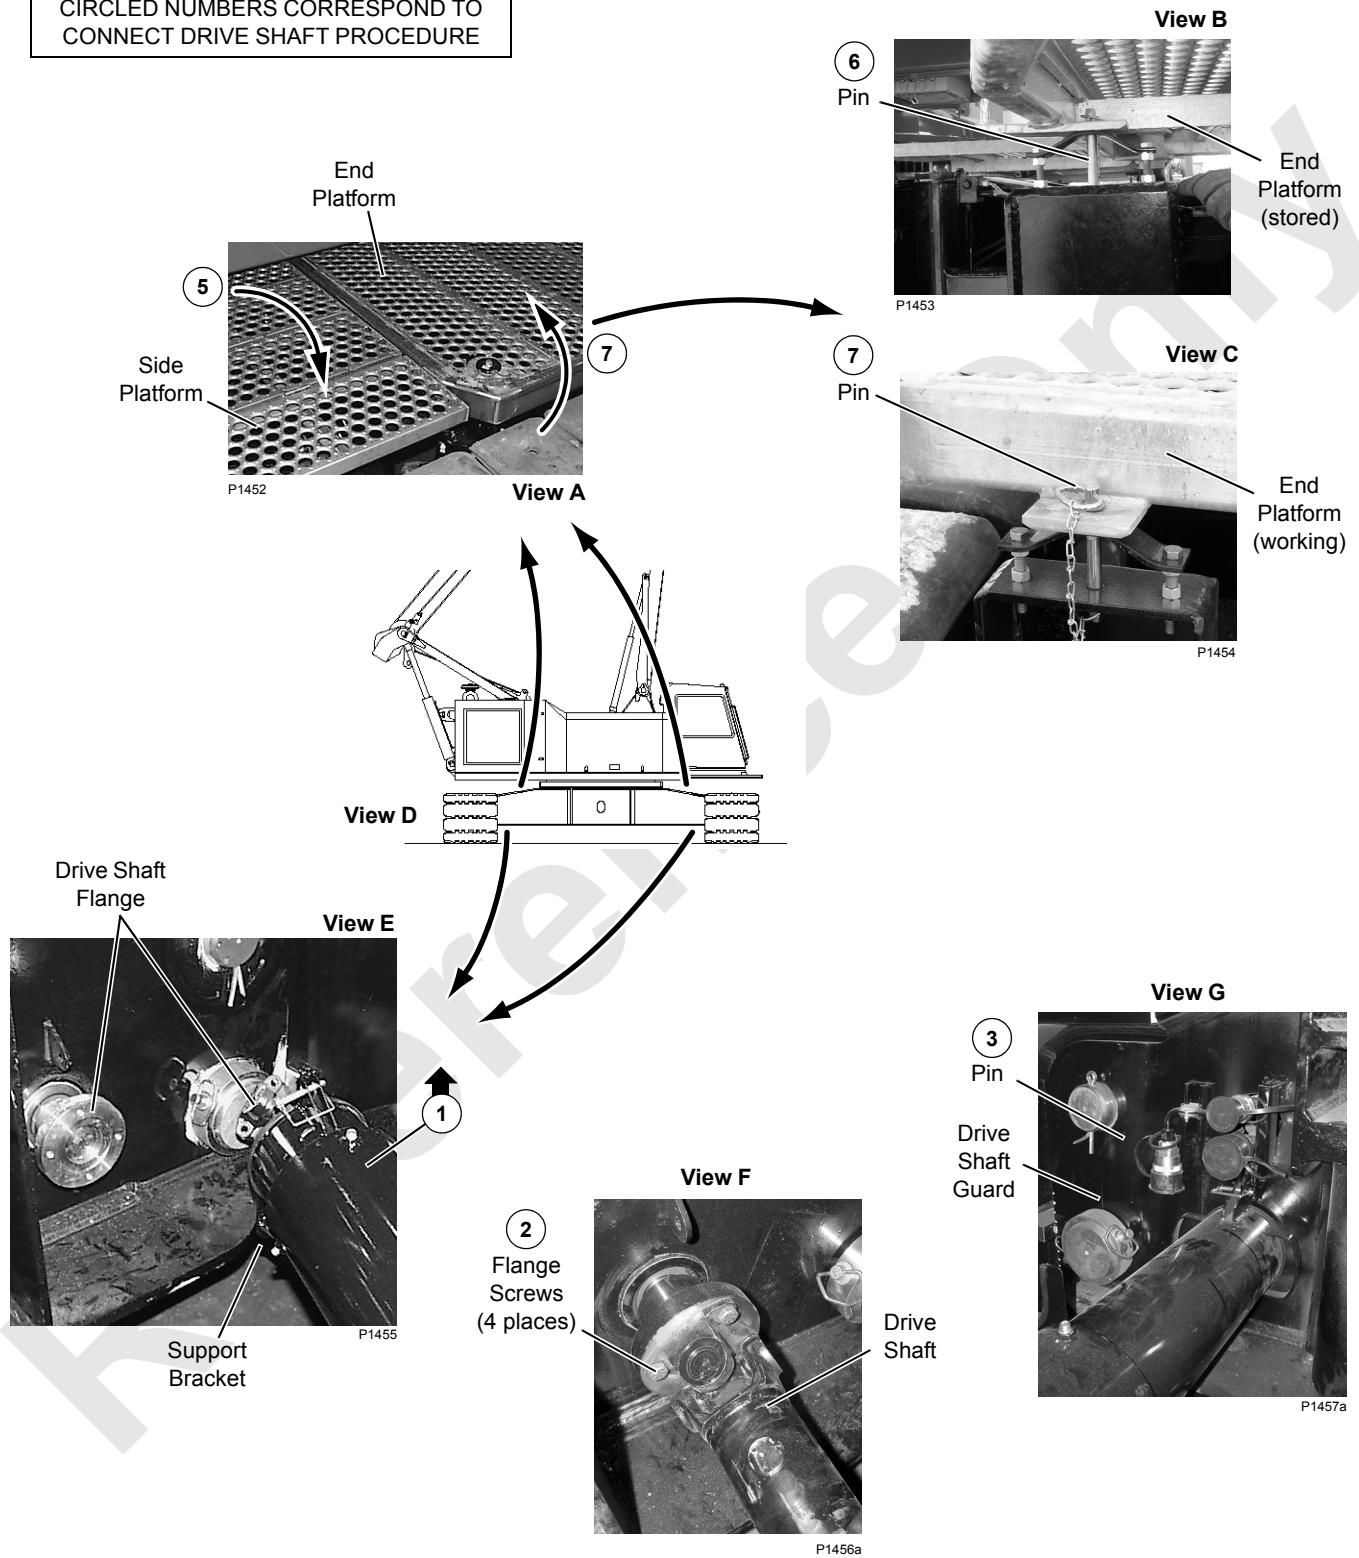 CIRCLED NUMBERS CORRESPOND TO
CONNECT DRIVE SHAFT PROCEDURE
View B
6
Pin
End
Platform
(stored)
P1453
End
Platform
5
7
Side
Platform
P1452
View A
7
Pin
View C
End
Platform
(working)
P1454
View D
Drive Shaft
Flange
View E
1
Support
Bracket
P1455
View F
2
Flange
Screws
(4 places)
Drive
Shaft
P1456a
View G
3
Pin
Drive
Shaft
Guard
P1457a